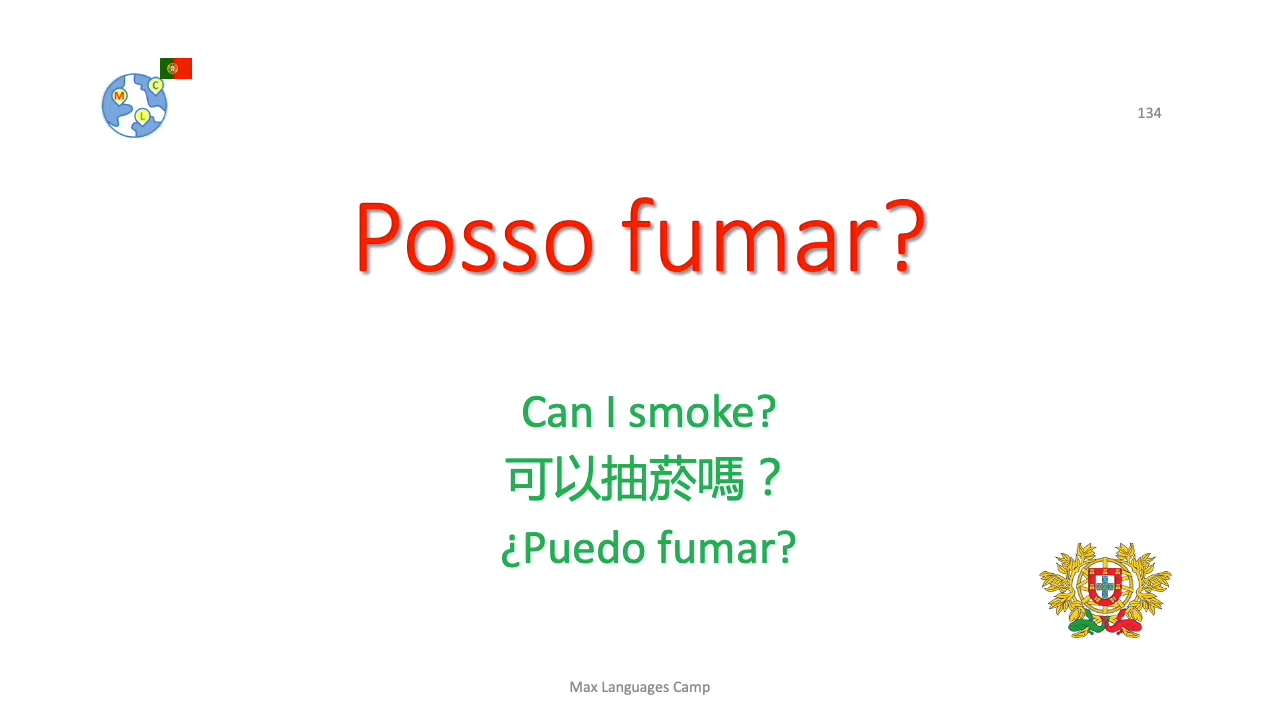 M C
L
134
Posso fumar?
Can I smoke?
可以抽菸嗎？
¿Puedo fumar?
Max Languages Camp